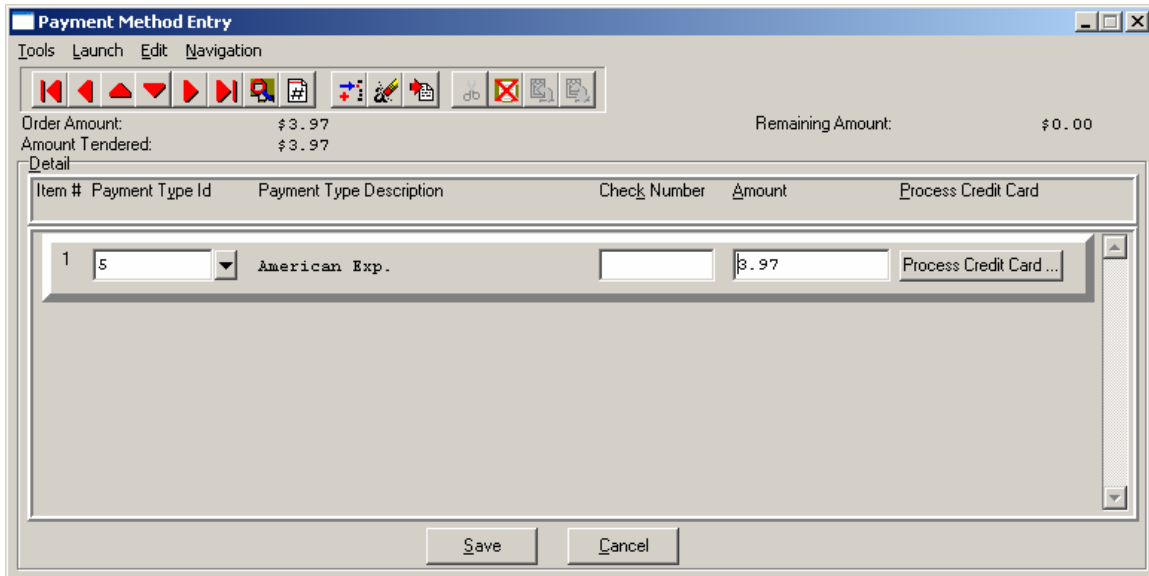 Payment Method Entry
Tools Launch Edit Navigation
Order Amount: $3.97 Remaining Amount: $0.00
Amount Tendered: $3.97
Detail
Item # Payment Type Id Payment Type Description Check Number Amount Process Credit Card
1 5 American Exp. 3.97 Process Credit Card ...
Save Cancel